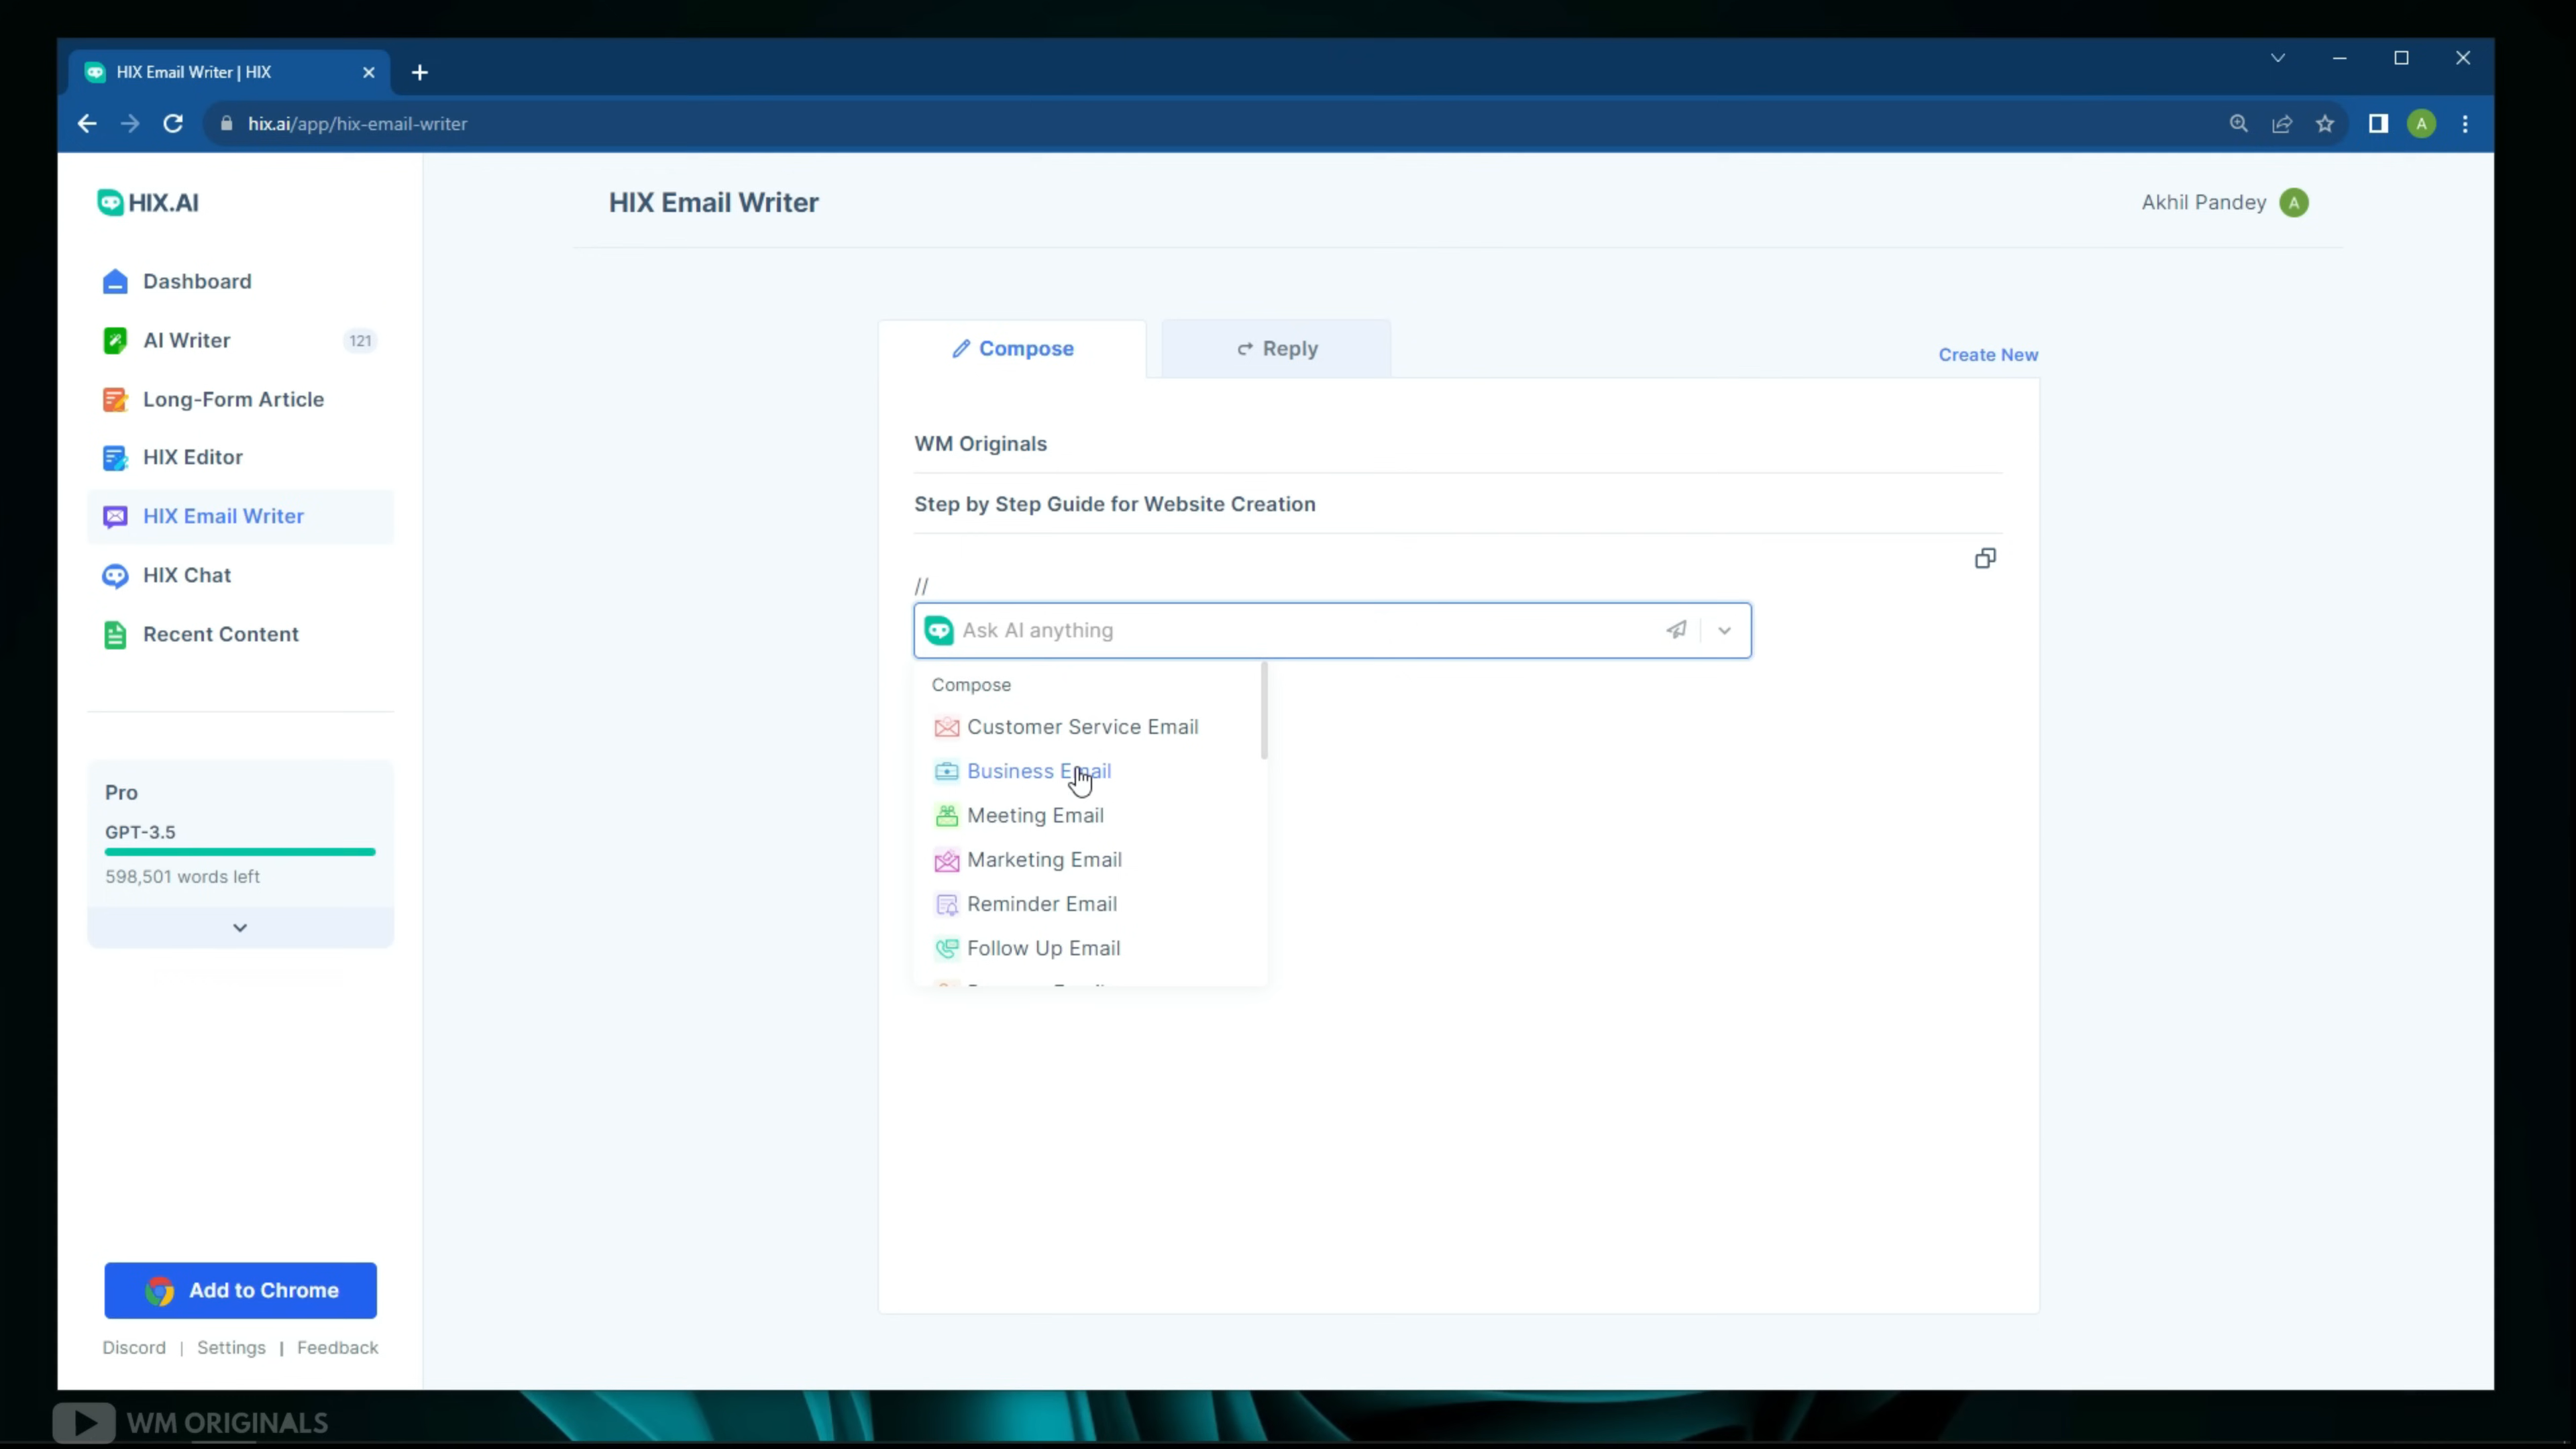 HIX Email Writer | HIX
hix.ai/app/hix-email-writer
A
HIX.AI
HIX Email Writer
Akhil Pandey A
Dashboard
AI Writer 121
Long-Form Article
HIX Editor
HIX Email Writer
HIX Chat
Recent Content
Pro
GPT-3.5
598,501 words left
Add to Chrome
Discord | Settings | Feedback
Compose
Reply
Create New
WM Originals
Step by Step Guide for Website Creation
//
Ask AI anything
Compose
Customer Service Email
Business Email
Meeting Email
Marketing Email
Reminder Email
Follow Up Email
WM ORIGINALS